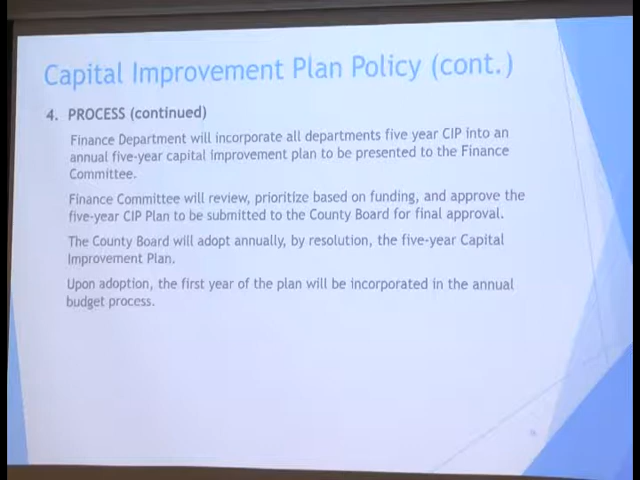 Capital Improvement Plan Policy (cont.)
4. PROCESS (continued)
Finance Department will incorporate all departments five year CIP into an
annual five-year capital improvement plan to be presented to the Finance
Committee.
Finance Committee will review, prioritize based on funding, and approve the
five-year CIP Plan to be submitted to the County Board for final approval.
The County Board will adopt annually, by resolution, the five-year Capital
Improvement Plan.
Upon adoption, the first year of the plan will be incorporated in the annual
budget process.